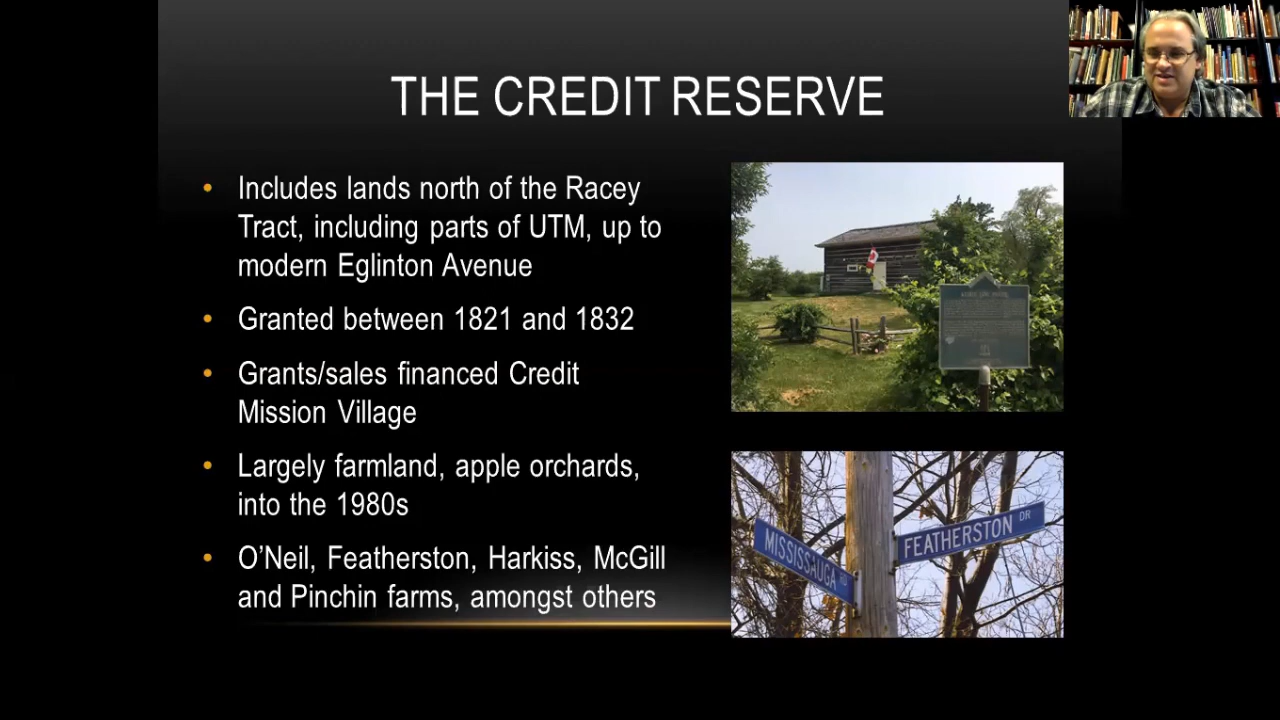 THE CREDIT RESERVE
• Includes lands north of the Racey
Tract, including parts of UTM, up to
modern Eglinton Avenue
• Granted between 1821 and 1832
• Grants/sales financed Credit
Mission Village
• Largely farmland, apple orchards,
into the 1980s
• O’Neil, Featherston, Harkiss, McGill
and Pinchin farms, amongst others
MISSISSAUGA RD
FEATHERSTON DR